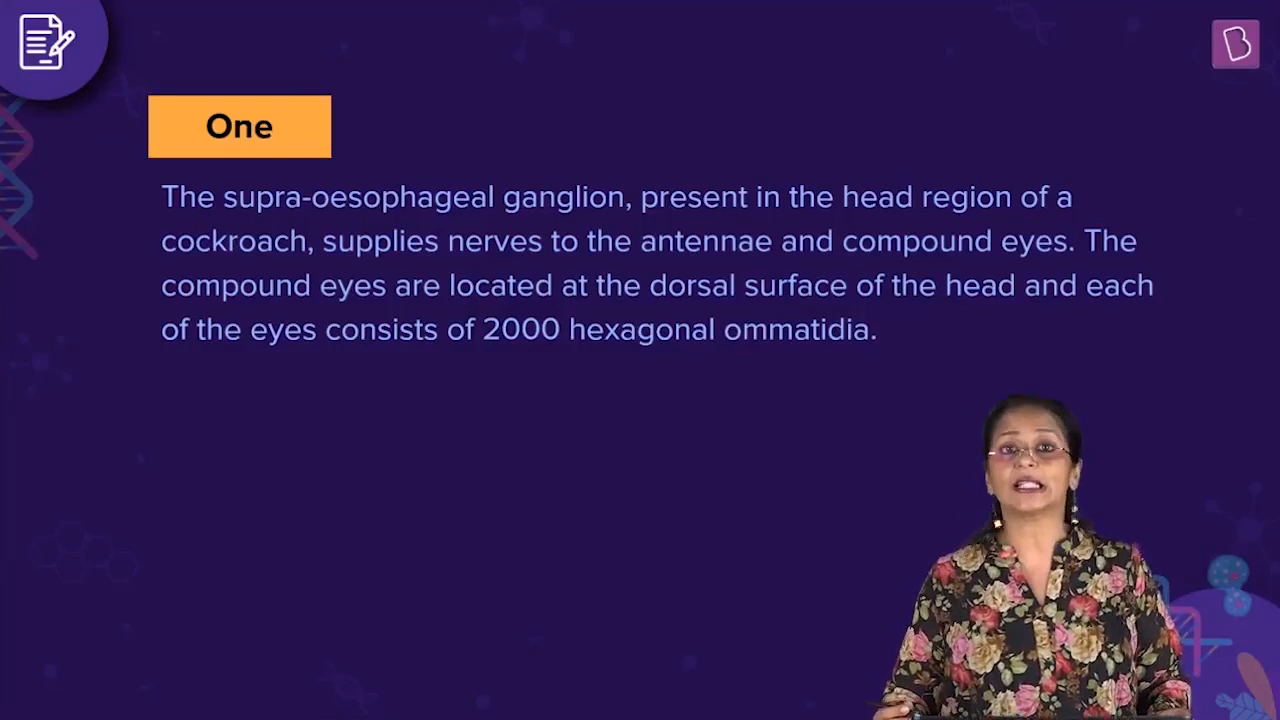 One
The supra-oesophageal ganglion, present in the head region of a
cockroach, supplies nerves to the antennae and compound eyes. The
compound eyes are located at the dorsal surface of the head and each
of the eyes consists of 2000 hexagonal ommatidia.
B